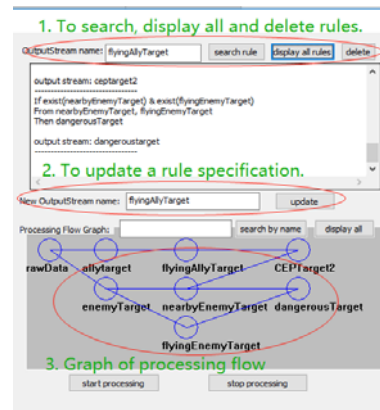 1. To search, display all and delete rules.
OutputStream name: flyingAllyTarget search rule display all rules delete
output stream: ceptarget2
------------------------------
If exist(nearbyEnemyTarget) & exist(flyingEnemyTarget)
From nearbyEnemyTarget, flyingEnemyTarget
Then dangerousTarget
output stream: dangeroustarget
------------------------------
2. To update a rule specification.
New OutputStream name: flyingAllyTarget update
Processing Flow Graph: search by name display all
rawData allytarget flyingAllyTarget CEPTarget2
enemyTarget nearbyEnemyTarget dangerousTarget
flyingEnemyTarget
3. Graph of processing flow
start processing stop processing